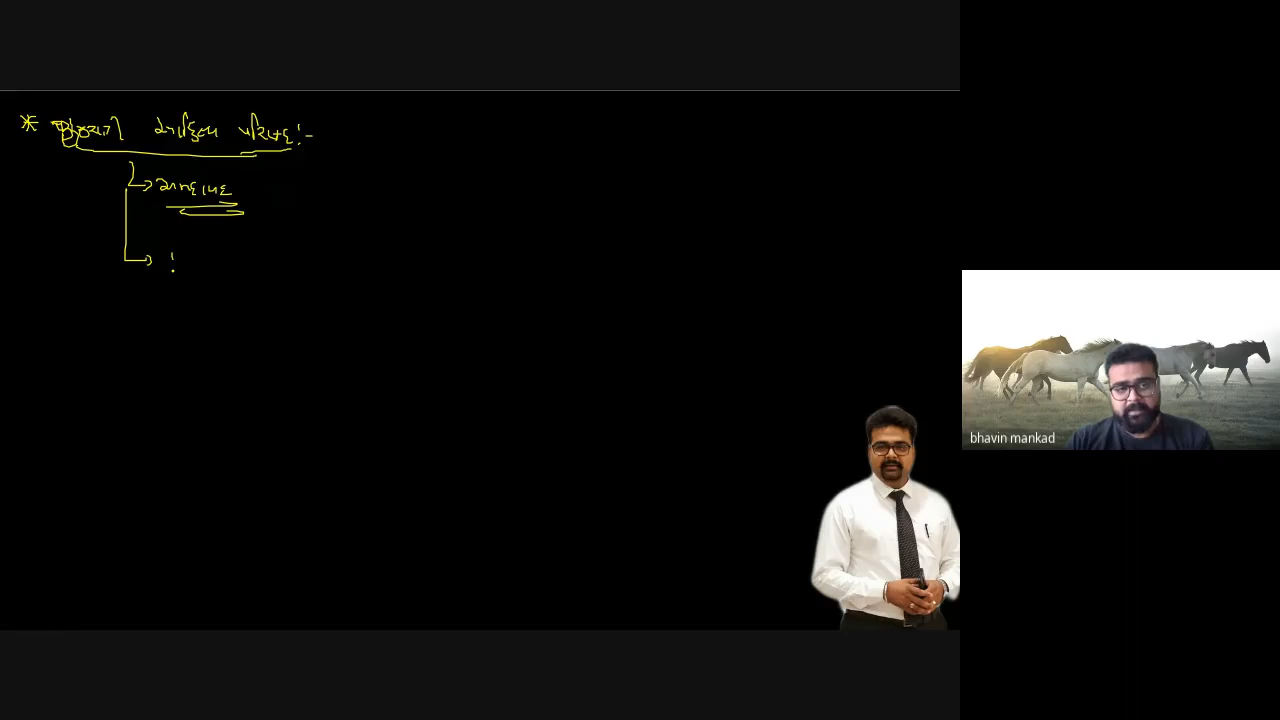 * ગુજરાતી સાહિત્ય પરિષદ :-
→ અમદાવાદ
→ :
bhavin mankad